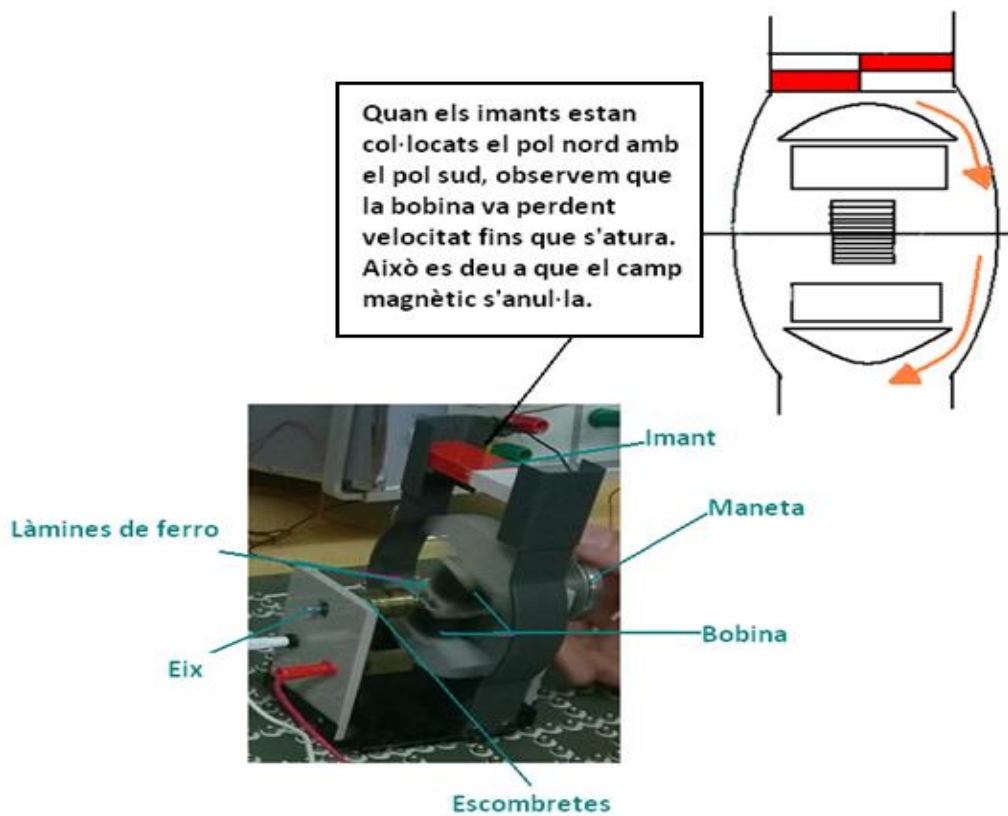 Quan els imants estan
col·locats el pol nord amb
el pol sud, observem que
la bobina va perdent
velocitat fins que s'atura.
Això es deu a que el camp
magnètic s'anul·la.
Imant
Làmines de ferro
Maneta
Bobina
Eix
Escombretes